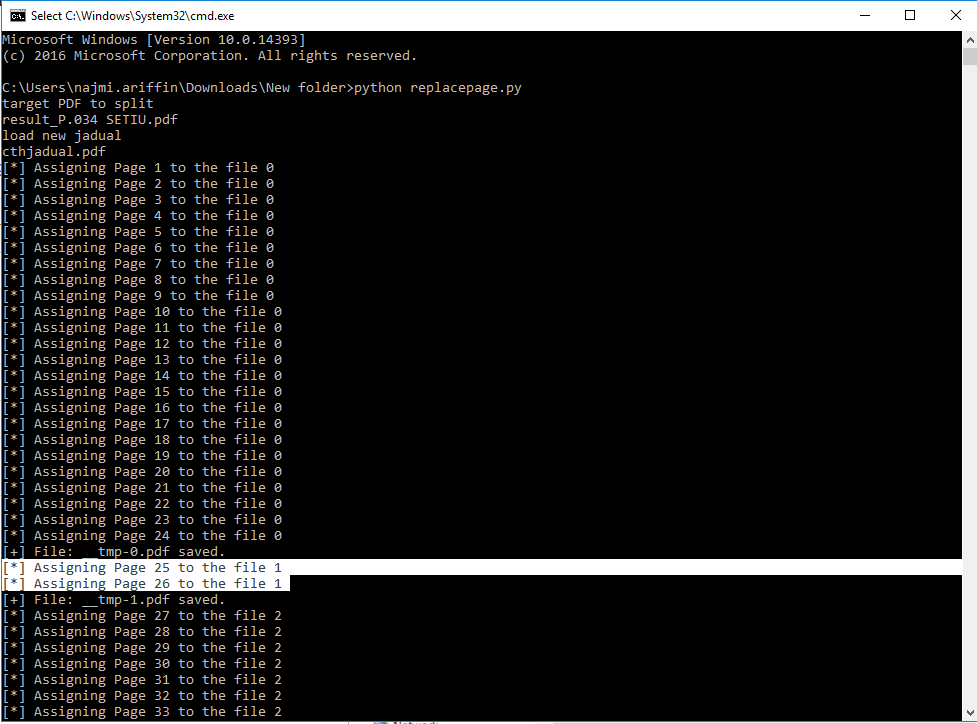 Select C:\Windows\System32\cmd.exe
Microsoft Windows [Version 10.0.14393]
(c) 2016 Microsoft Corporation. All rights reserved.
C:\Users\najmi.ariffin\Downloads\New folder>python replacepage.py
target PDF to split
result_P.034 SETIU.pdf
load new jadual
cthjadual.pdf
[*] Assigning Page 1 to the file 0
[*] Assigning Page 2 to the file 0
[*] Assigning Page 3 to the file 0
[*] Assigning Page 4 to the file 0
[*] Assigning Page 5 to the file 0
[*] Assigning Page 6 to the file 0
[*] Assigning Page 7 to the file 0
[*] Assigning Page 8 to the file 0
[*] Assigning Page 9 to the file 0
[*] Assigning Page 10 to the file 0
[*] Assigning Page 11 to the file 0
[*] Assigning Page 12 to the file 0
[*] Assigning Page 13 to the file 0
[*] Assigning Page 14 to the file 0
[*] Assigning Page 15 to the file 0
[*] Assigning Page 16 to the file 0
[*] Assigning Page 17 to the file 0
[*] Assigning Page 18 to the file 0
[*] Assigning Page 19 to the file 0
[*] Assigning Page 20 to the file 0
[*] Assigning Page 21 to the file 0
[*] Assigning Page 22 to the file 0
[*] Assigning Page 23 to the file 0
[*] Assigning Page 24 to the file 0
[+] File: __tmp-0.pdf saved.
[*] Assigning Page 25 to the file 1
[*] Assigning Page 26 to the file 1
[+] File: __tmp-1.pdf saved.
[*] Assigning Page 27 to the file 2
[*] Assigning Page 28 to the file 2
[*] Assigning Page 29 to the file 2
[*] Assigning Page 30 to the file 2
[*] Assigning Page 31 to the file 2
[*] Assigning Page 32 to the file 2
[*] Assigning Page 33 to the file 2